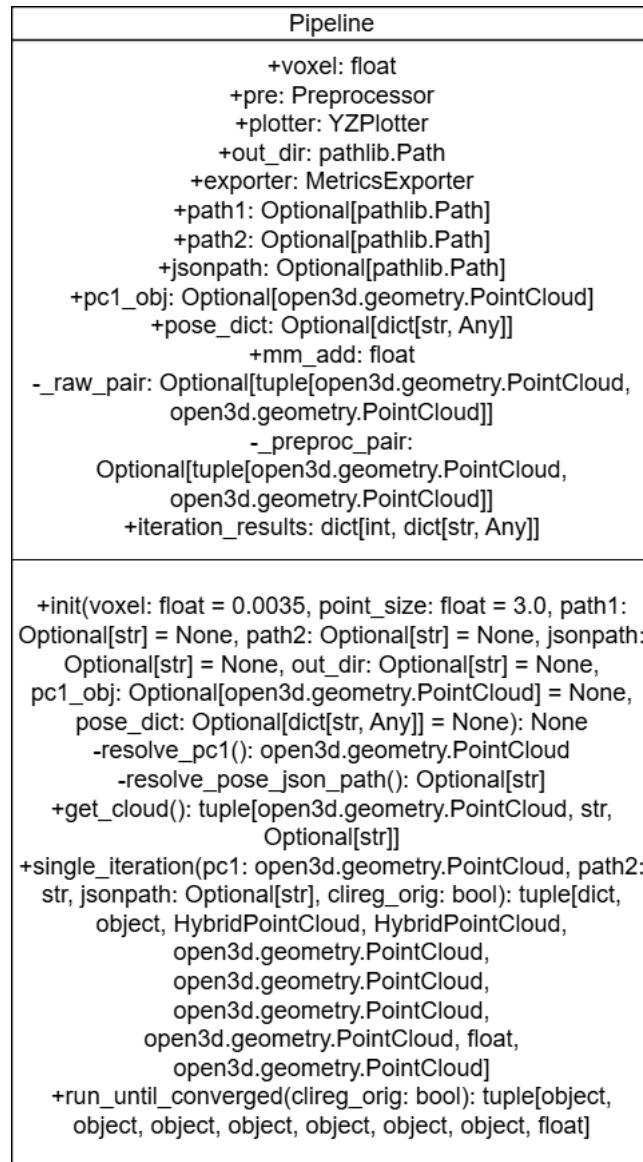 Pipeline
+voxel: float
+pre: Preprocessor
+plotter: YZPlotter
+out_dir: pathlib.Path
+exporter: MetricsExporter
+path1: Optional[pathlib.Path]
+path2: Optional[pathlib.Path]
+jsonpath: Optional[pathlib.Path]
+pc1_obj: Optional[open3d.geometry.PointCloud]
+pose_dict: Optional[dict[str, Any]]
+mm_add: float
-_raw_pair: Optional[tuple[open3d.geometry.PointCloud,
open3d.geometry.PointCloud]]
-_preproc_pair:
Optional[tuple[open3d.geometry.PointCloud,
open3d.geometry.PointCloud]]
+iteration_results: dict[int, dict[str, Any]]
+init(voxel: float = 0.0035, point_size: float = 3.0, path1:
Optional[str] = None, path2: Optional[str] = None, jsonpath:
Optional[str] = None, out_dir: Optional[str] = None,
pc1_obj: Optional[open3d.geometry.PointCloud] = None,
pose_dict: Optional[dict[str, Any]] = None): None
-resolve_pc1(): open3d.geometry.PointCloud
-resolve_pose_json_path(): Optional[str]
+get_cloud(): tuple[open3d.geometry.PointCloud, str,
Optional[str]]
+single_iteration(pc1: open3d.geometry.PointCloud, path2:
str, jsonpath: Optional[str], clireg_orig: bool): tuple[dict,
object, HybridPointCloud, HybridPointCloud,
open3d.geometry.PointCloud,
open3d.geometry.PointCloud,
open3d.geometry.PointCloud,
open3d.geometry.PointCloud, float,
open3d.geometry.PointCloud]
+run_until_converged(clireg_orig: bool): tuple[object,
object, object, object, object, object, float]